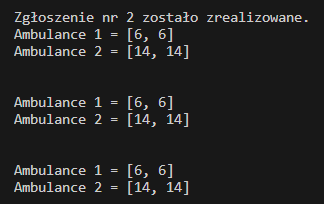 Zgłoszenie nr 2 zostało zrealizowane.
Ambulance 1 = [6, 6]
Ambulance 2 = [14, 14]
Ambulance 1 = [6, 6]
Ambulance 2 = [14, 14]
Ambulance 1 = [6, 6]
Ambulance 2 = [14, 14]